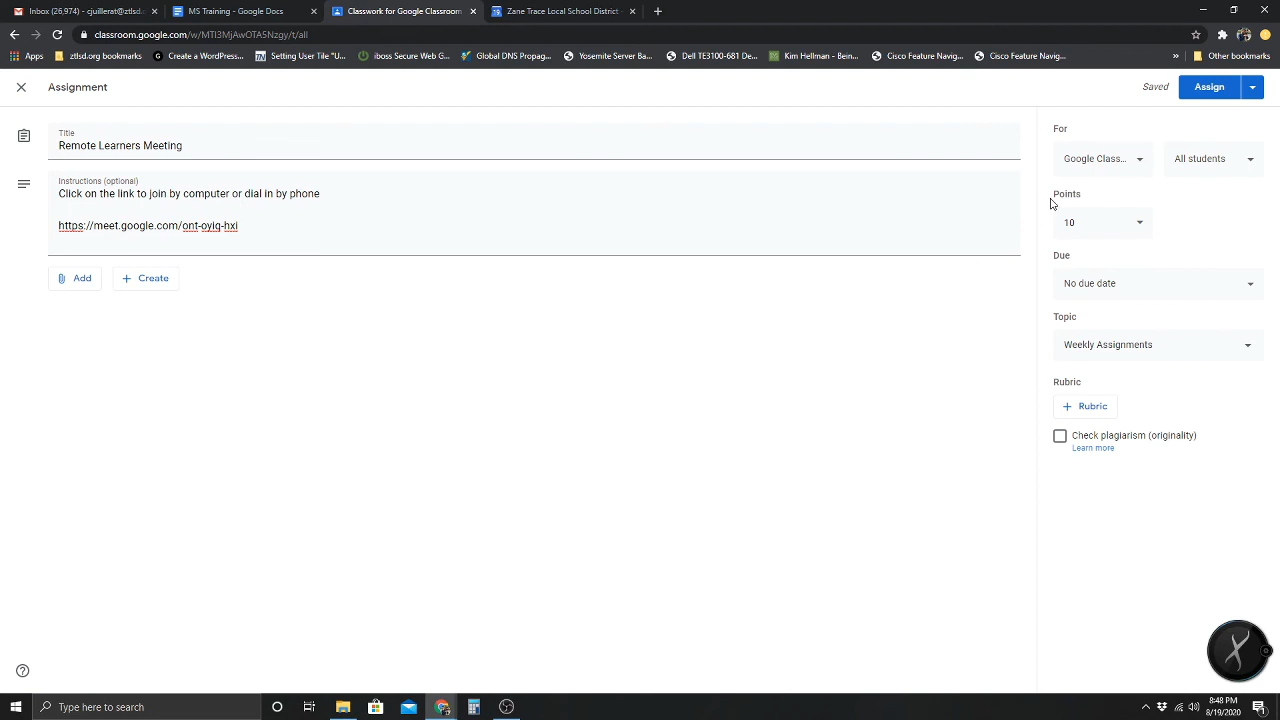 Inbox (26,974) - quillerat@ztlsd.
MS Training - Google Docs
Classwork for Google Classroom
Zane Trace Local School District -
classroom.google.com/w/MTI3MjAwOTA5Nzgy/t/all
Apps
ztlsd.org bookmarks
Create a WordPress...
Setting User Tile "U...
iboss Secure Web G...
Global DNS Propag...
Yosemite Server Ba...
Dell TE3100-681 De...
Kim Hellman - Bein...
Cisco Feature Navig...
Cisco Feature Navig...
»
Other bookmarks
Assignment
Saved
Assign
Title
Remote Learners Meeting
Instructions (optional)
Click on the link to join by computer or dial in by phone
https://meet.google.com/ont-oyiq-hxi
Add
Create
For
Google Class...
All students
Points
10
Due
No due date
Topic
Weekly Assignments
Rubric
Rubric
Check plagiarism (originality)
Learn more
Type here to search
8:48 PM
8/19/2020